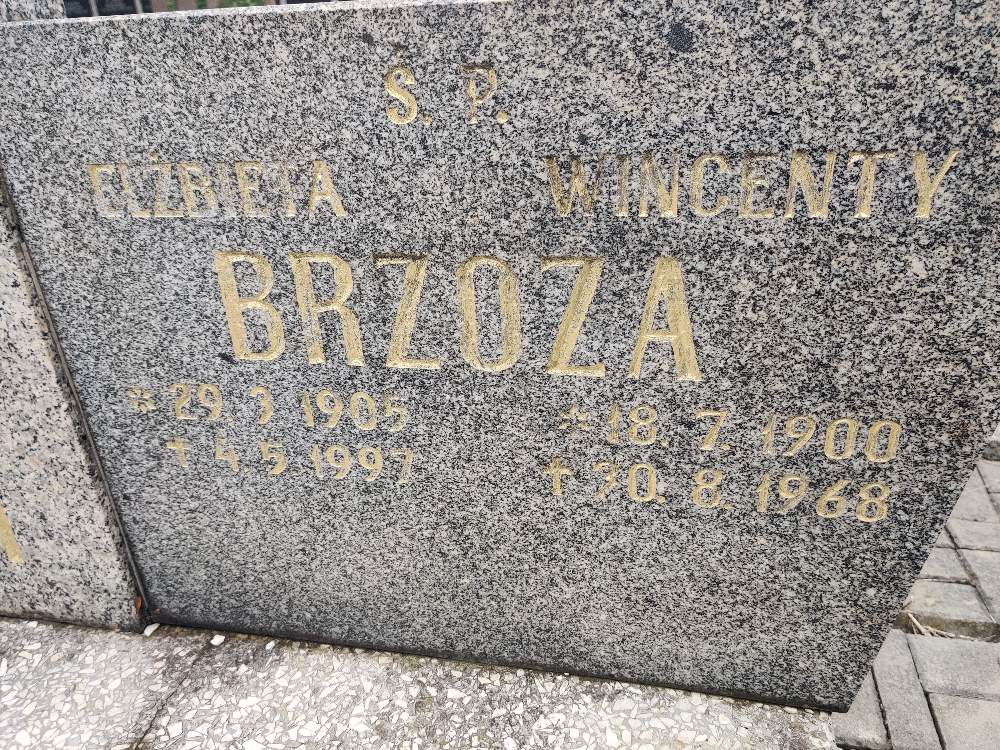 Ś. P.
ELŻBIETA WINCENTY
BRZOZA
* 29. 3 1905 * 18. 7. 1900
✝ 4 5 1997 ✝ 30. 8. 1968